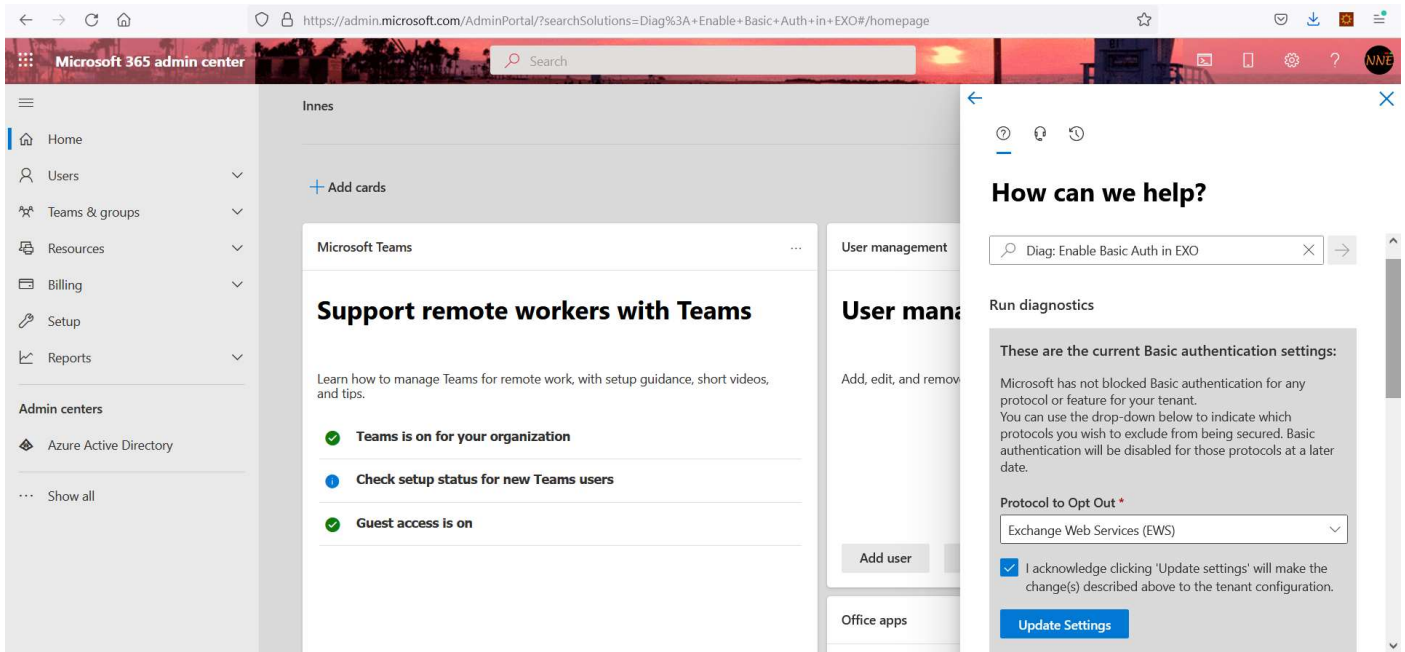 https://admin.microsoft.com/AdminPortal/?searchSolutions=Diag%3A+Enable+Basic+Auth+in+EXO#/homepage
Microsoft 365 admin center
Search
NNE
Home
Users
Teams & groups
Resources
Billing
Setup
Reports
Admin centers
Azure Active Directory
Show all
Innes
Add cards
Microsoft Teams
Support remote workers with Teams
Learn how to manage Teams for remote work, with setup guidance, short videos,
and tips.
Teams is on for your organization
Check setup status for new Teams users
Guest access is on
User management
User mana
Add, edit, and remov
Add user
Office apps
How can we help?
Diag: Enable Basic Auth in EXO
Run diagnostics
These are the current Basic authentication settings:
Microsoft has not blocked Basic authentication for any
protocol or feature for your tenant.
You can use the drop-down below to indicate which
protocols you wish to exclude from being secured. Basic
authentication will be disabled for those protocols at a later
date.
Protocol to Opt Out *
Exchange Web Services (EWS)
I acknowledge clicking 'Update settings' will make the
change(s) described above to the tenant configuration.
Update Settings